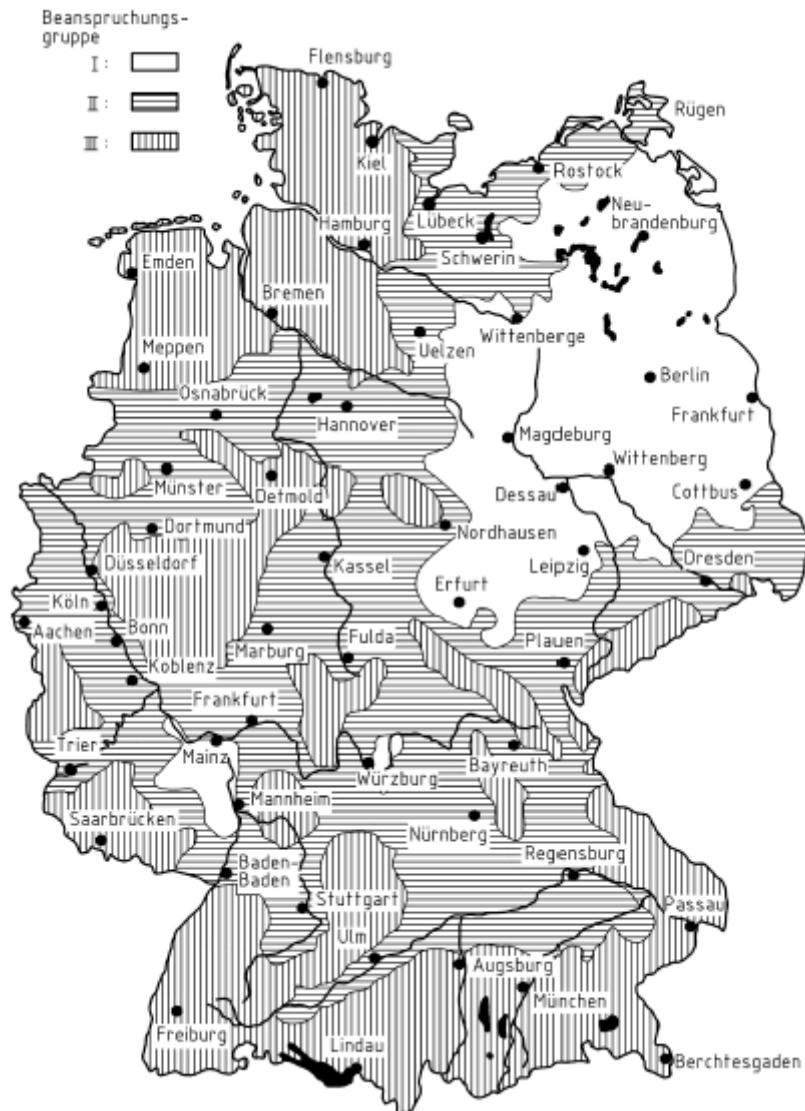 Beanspruchungs-
gruppe
I:
II:
III:
Flensburg
Rügen
Kiel
Rostock
Lübeck
Neu-
brandenburg
Hamburg
Schwerin
Emden
Bremen
Wittenberge
Uelzen
Meppen
Berlin
Osnabrück
Frankfurt
Hannover
Magdeburg
Wittenberg
Münster
Detmold
Dessau
Cottbus
Dortmund
Nordhausen
Düsseldorf
Kassel
Leipzig
Dresden
Erfurt
Köln
Aachen
Bonn
Marburg
Fulda
Plauen
Koblenz
Frankfurt
Trier
Mainz
Würzburg
Bayreuth
Mannheim
Saarbrücken
Nürnberg
Regensburg
Baden-
Baden
Stuttgart
Passau
Ulm
Augsburg
München
Freiburg
Lindau
Berchtesgaden